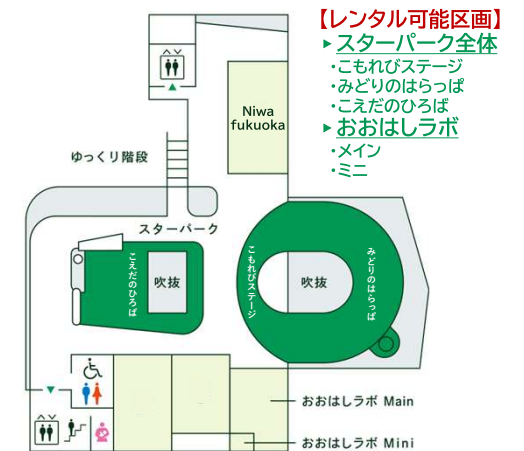 【レンタル可能区画】
▶スターパーク全体
・こもれびステージ
・みどりのはらっぱ
・こえだのひろば
▶おおはしラボ
・メイン
・ミニ
Niwa
fukuoka
ゆっくり階段
スターパーク
こえだのひろば
吹抜
こもれびステージ
吹抜
みどりのはらっぱ
おおはしラボ Main
おおはしラボ Mini